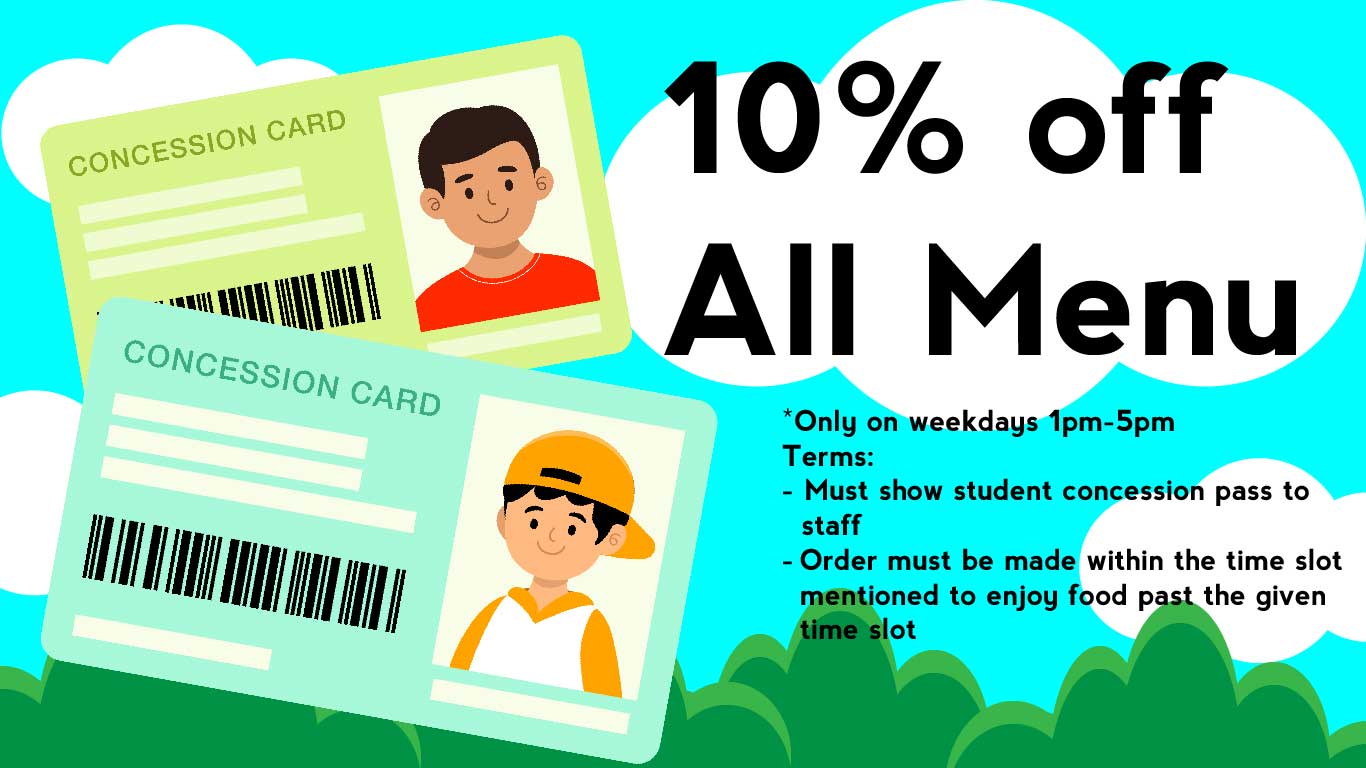 CONCESSION CARD
CONCESSION CARD
10% off
All Menu
*Only on weekdays 1pm-5pm
Terms:
- Must show student concession pass to
staff
- Order must be made within the time slot
mentioned to enjoy food past the given
time slot